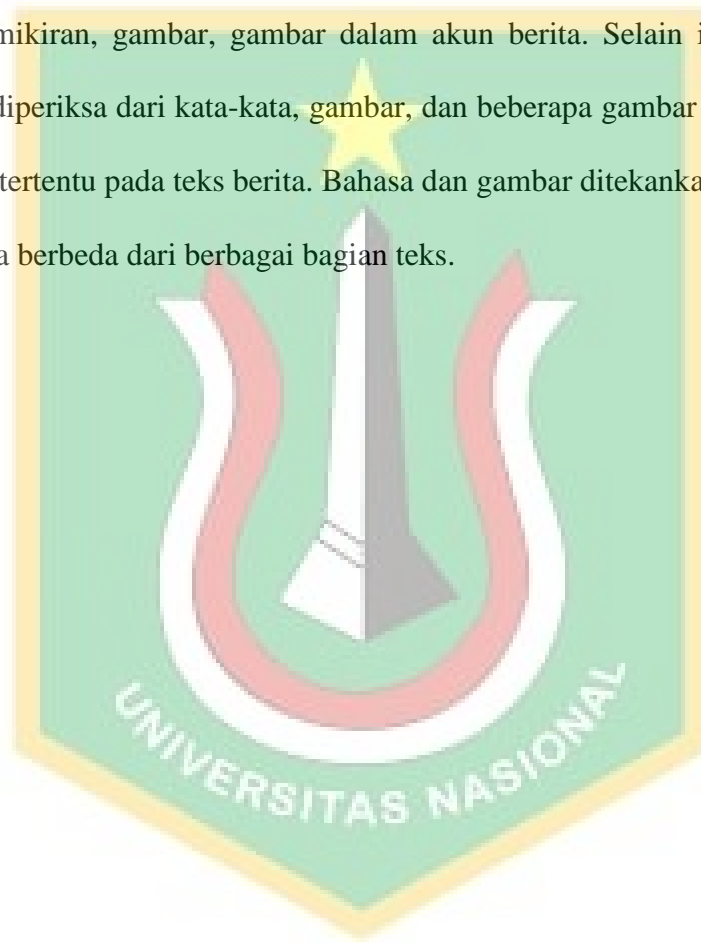 mikiran, gambar, gambar dalam akun berita. Selain i
diperiksa dari kata-kata, gambar, dan beberapa gambar
tertentu pada teks berita. Bahasa dan gambar ditekanka
a berbeda dari berbagai bagian teks.
UNIVERSITAS NASIONAL